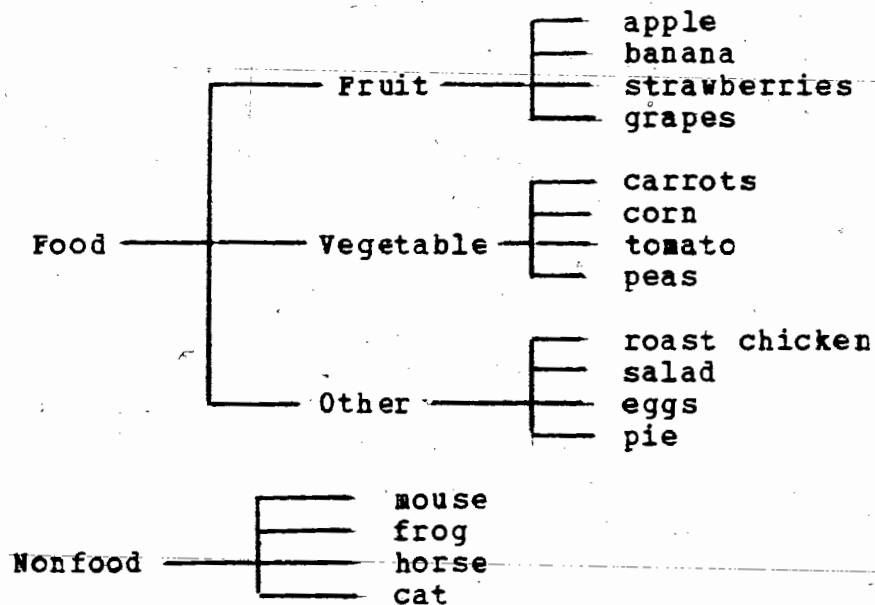 apple
banana
Fruit strawberries
grapes
carrots
corn
Food Vegetable tomato
peas
roast chicken
salad
Other eggs
pie
mouse
frog
Nonfood horse
cat